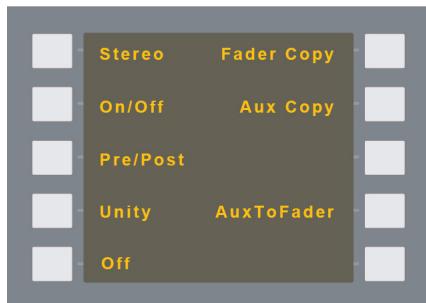 Stereo Fader Copy
On/Off Aux Copy
Pre/Post
Unity AuxToFader
Off